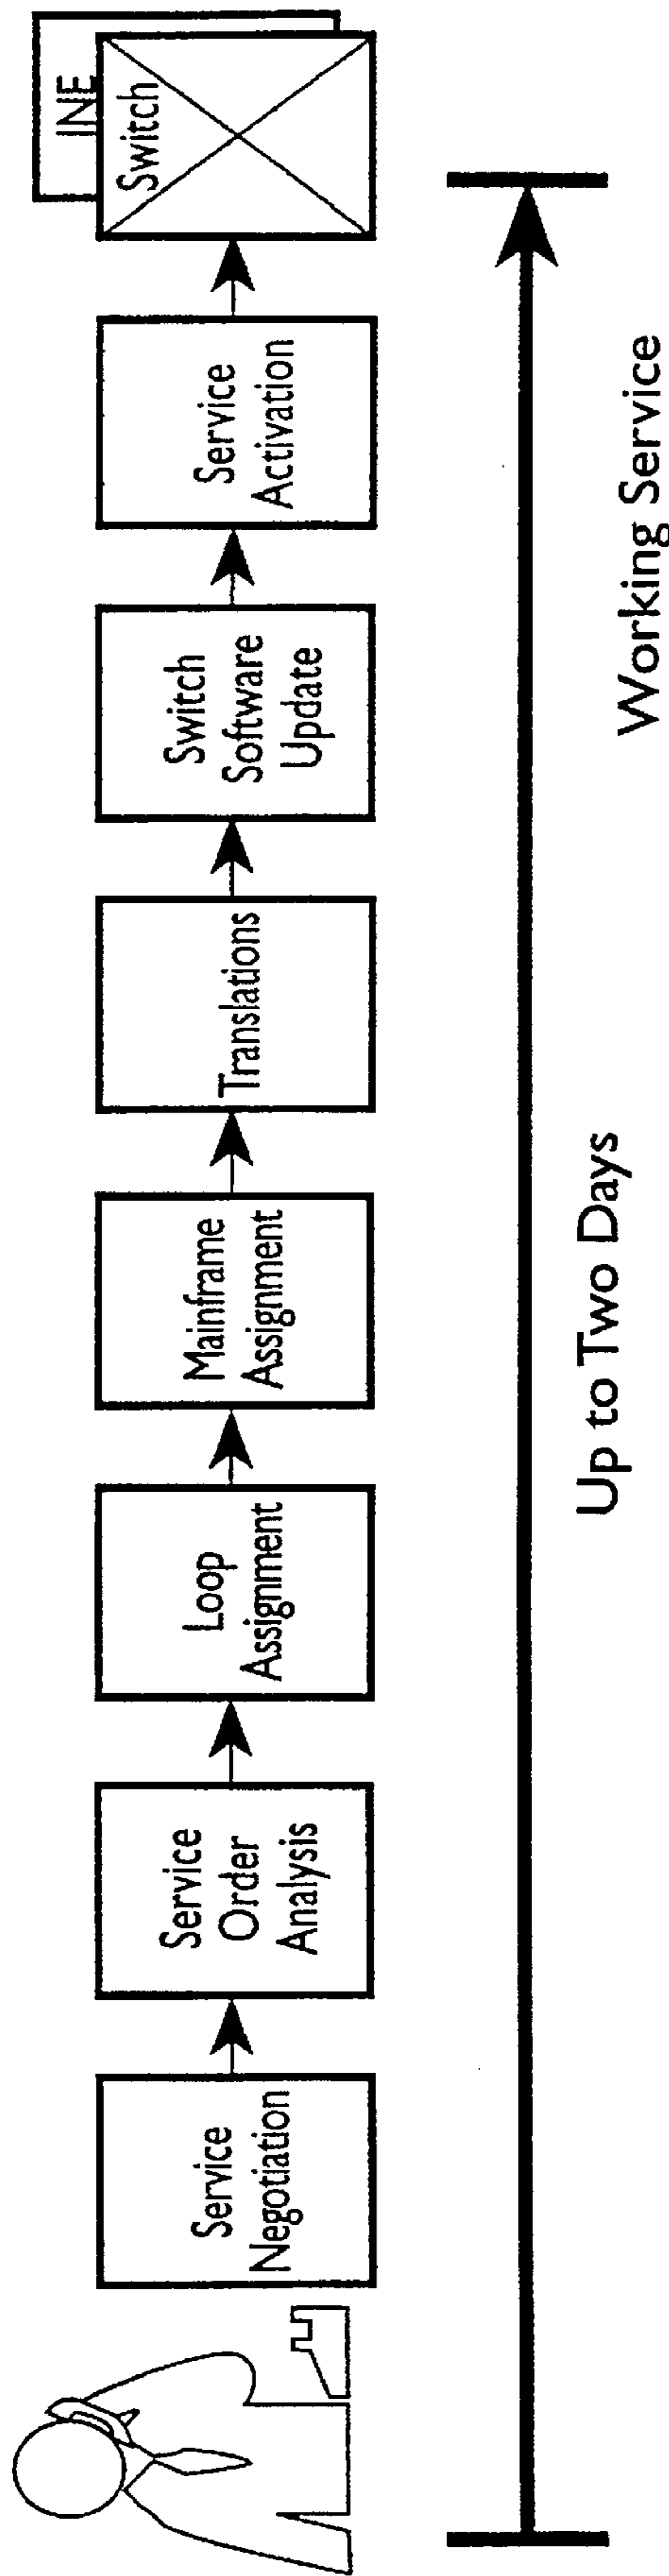 Service
Negotiation
Service
Order
Analysis
Loop
Assignment
Mainframe
Assignment
Translations
Switch
Software
Update
Service
Activation
INE
Switch
Up to Two Days
Working Service